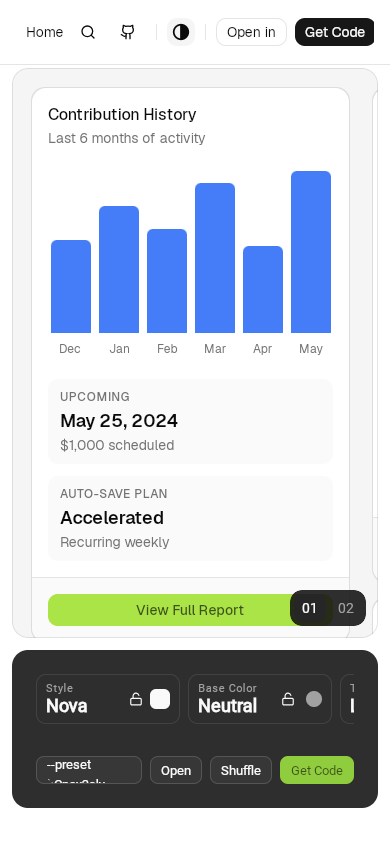 Home
Open in
Get Code
Contribution History
Last 6 months of activity
Dec Jan Feb Mar Apr May
UPCOMING
May 25, 2024
$1,000 scheduled
AUTO-SAVE PLAN
Accelerated
Recurring weekly
View Full Report
01 02
Style
Nova
Base Color
Neutral
--preset
Open
Shuffle
Get Code